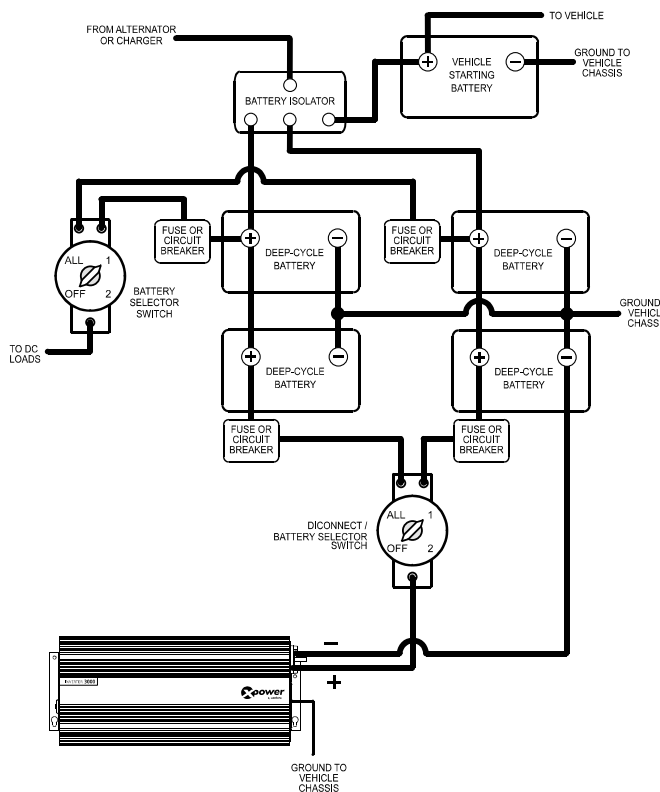 FROM ALTERNATOR
OR CHARGER
TO VEHICLE
BATTERY ISOLATOR
+
VEHICLE
STARTING
BATTERY
−
GROUND TO
VEHICLE
CHASSIS
FUSE OR
CIRCUIT
BREAKER
+
−
DEEP-CYCLE
BATTERY
FUSE OR
CIRCUIT
BREAKER
+
−
DEEP-CYCLE
BATTERY
ALL 1
OFF 2
BATTERY
SELECTOR
SWITCH
TO DC
LOADS
GROUND
VEHICL
CHASS
+
−
DEEP-CYCLE
BATTERY
+
−
DEEP-CYCLE
BATTERY
FUSE OR
CIRCUIT
BREAKER
FUSE OR
CIRCUIT
BREAKER
ALL 1
OFF 2
DICONNECT /
BATTERY SELECTOR
SWITCH
−
+
INVERTER 3000
Xpower
GROUND TO
VEHICLE
CHASSIS